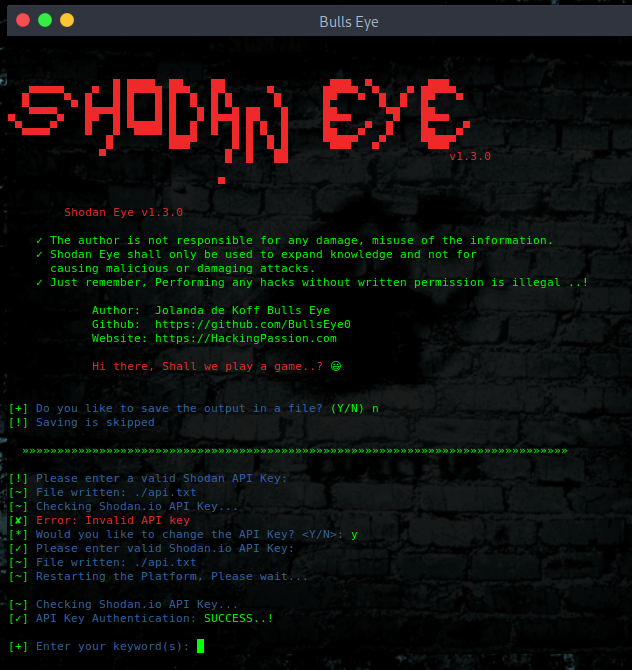 Bulls Eye
SHODAN EYE
v1.3.0
Shodan Eye v1.3.0
✓ The author is not responsible for any damage, misuse of the information.
✓ Shodan Eye shall only be used to expand knowledge and not for
causing malicious or damaging attacks.
✓ Just remember, Performing any hacks without written permission is illegal ..!
Author:  Jolanda de Koff Bulls Eye
Github:  https://github.com/BullsEye0
Website: https://HackingPassion.com
Hi there, Shall we play a game..? 😃
[+] Do you like to save the output in a file? (Y/N) n
[!] Saving is skipped
»»»»»»»»»»»»»»»»»»»»»»»»»»»»»»»»»»»»»»»»»»»»»»»»»»»»»»»»»»»»»»»»»»»»»»»»»»»»»»
[!] Please enter a valid Shodan API Key:
[~] File written: ./api.txt
[~] Checking Shodan.io API Key...
[✘] Error: Invalid API key
[*] Would you like to change the API Key? <Y/N>: y
[✓] Please enter valid Shodan.io API Key:
[~] File written: ./api.txt
[~] Restarting the Platform, Please wait...
[~] Checking Shodan.io API Key...
[✓] API Key Authentication: SUCCESS..!
[+] Enter your keyword(s):